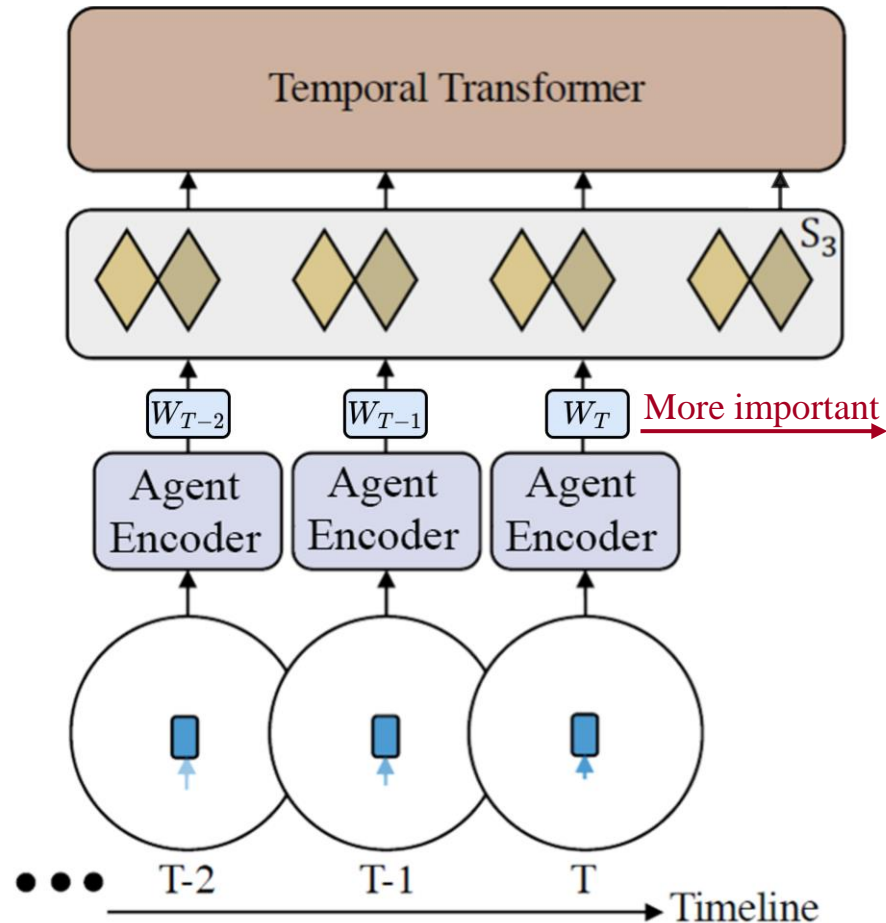 Temporal Transformer
S₃
W_{T-2} W_{T-1} W_T More important
Agent Agent Agent
Encoder Encoder Encoder
T-2 T-1 T
Timeline